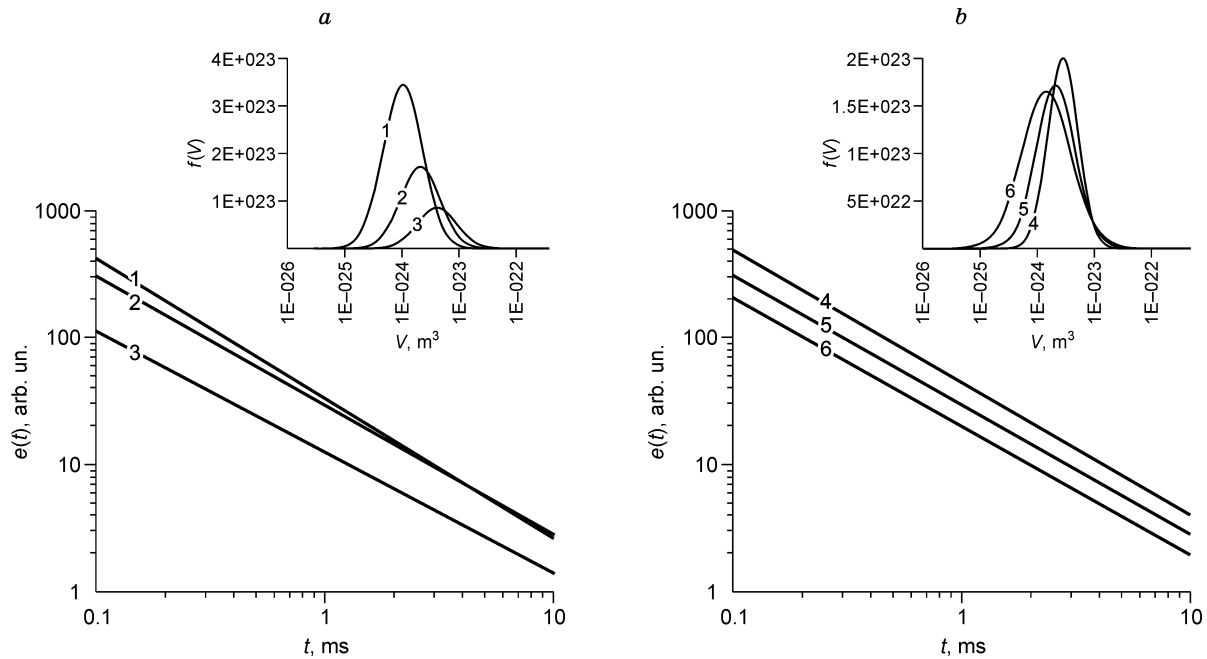 a
4E+023
3E+023
2E+023
1E+023
f(V)
1
2
3
1E–026
1E–025
1E–024
1E–023
1E–022
V, m³
1000
100
10
1
e(t), arb. un.
1
2
3
0.1
1
10
t, ms
b
2E+023
1.5E+023
1E+023
5E+022
f(V)
6
5
4
1E–026
1E–025
1E–024
1E–023
1E–022
V, m³
1000
100
10
1
e(t), arb. un.
4
5
6
0.1
1
10
t, ms